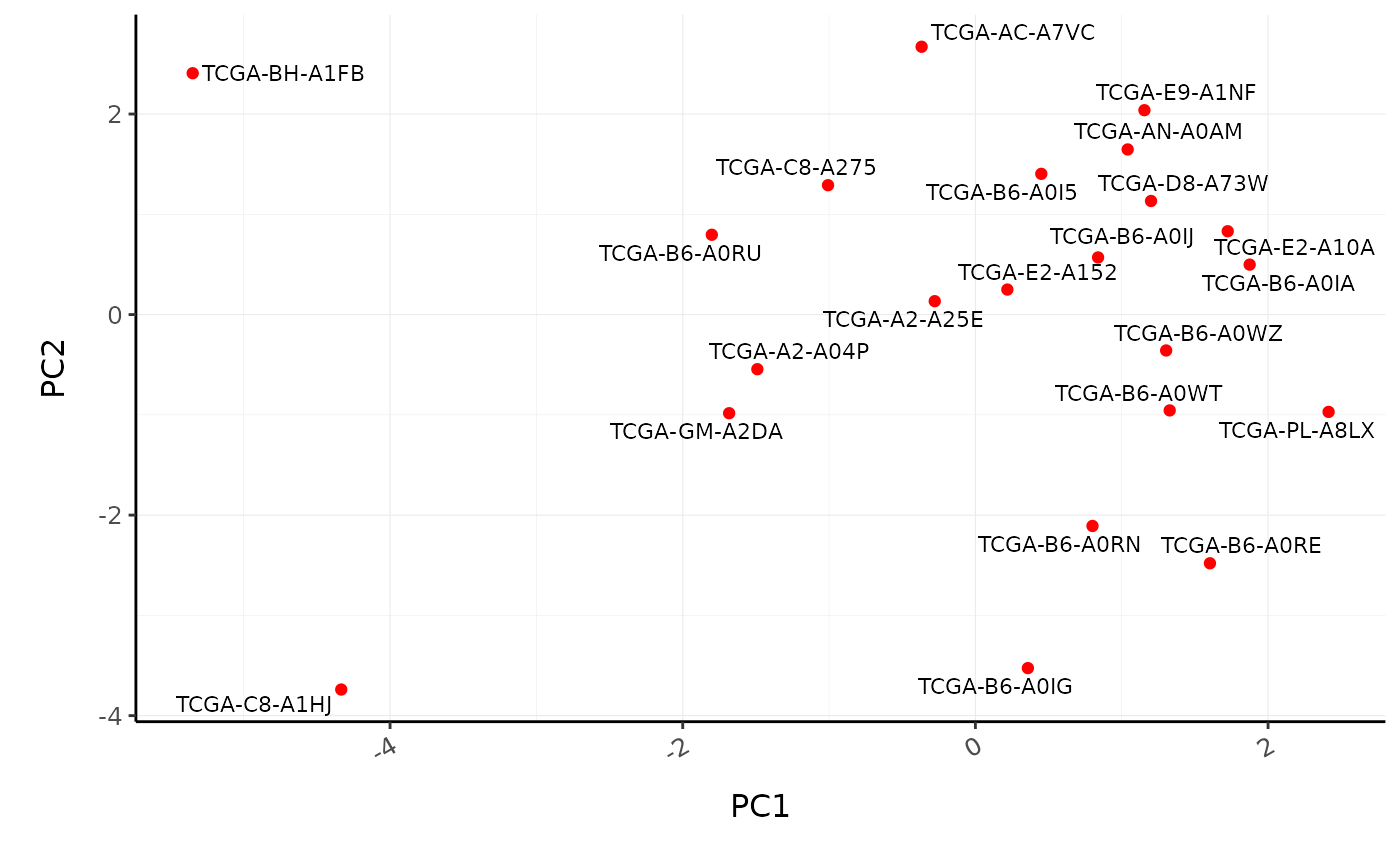 TCGA-AC-A7VC
TCGA-BH-A1FB
TCGA-E9-A1NF
2
TCGA-AN-A0AM
TCGA-C8-A275
TCGA-D8-A73W
TCGA-B6-A0I5
TCGA-B6-A0IJ
TCGA-E2-A10A
TCGA-B6-A0RU
TCGA-E2-A152
TCGA-B6-A0IA
0
TCGA-A2-A25E
TCGA-B6-A0WZ
TCGA-A2-A04P
PC2
TCGA-B6-A0WT
TCGA-GM-A2DA
TCGA-PL-A8LX
-2
TCGA-B6-A0RN
TCGA-B6-A0RE
TCGA-B6-A0IG
TCGA-C8-A1HJ
-4
-4
-2
0
2
PC1